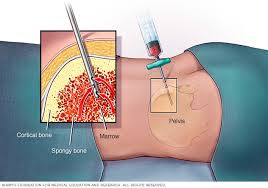 Cortical bone
Spongy bone
Marrow
Pelvis
© MAYO FOUNDATION FOR MEDICAL EDUCATION AND RESEARCH. ALL RIGHTS RESERVED.